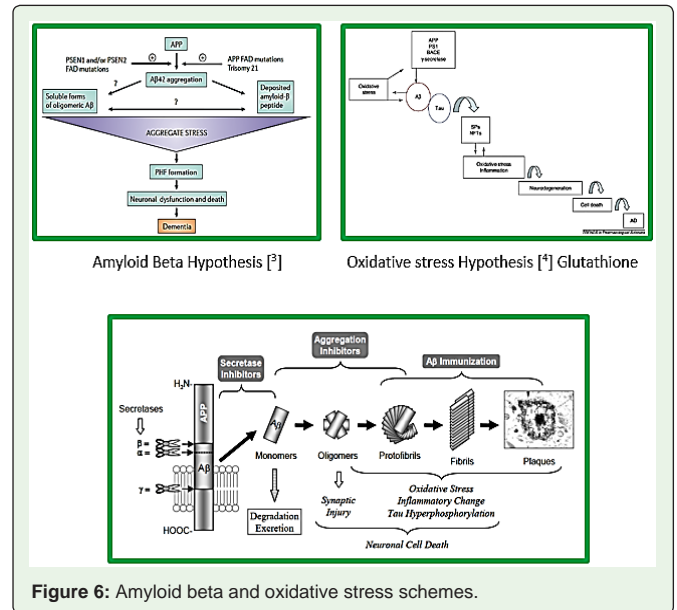 APP
PSEN1 and/or PSEN2
FAD mutations
+
+
APP FAD mutations
Trisomy 21
?
Aβ42 aggregation
Soluble forms
of oligomeric Aβ
?
Deposited
amyloid-β
peptide
AGGREGATE STRESS
PHF formation
Neuronal dysfunction and death
Dementia
APP
PS1
BACE
γ-secretase
Oxidative
stress
Aβ
Tau
SPs
NFTs
Oxidative stress
Inflammation
Neurodegeneration
Cell death
AD
Amyloid Beta Hypothesis [3]
Oxidative stress Hypothesis [4] Glutathione
Secretase
Inhibitors
Aggregation
Inhibitors
Aβ Immunization
H₂N-
Secretases
β=
α=
γ =
APP
Aβ
HOOC-
Aβ
Monomers
Oligomers
Protofibrils
Fibrils
Plaques
Degradation
Excretion
Synaptic
Injury
Oxidative Stress
Inflammatory Change
Tau Hyperphosphorylation
Neuronal Cell Death
Figure 6: Amyloid beta and oxidative stress schemes.